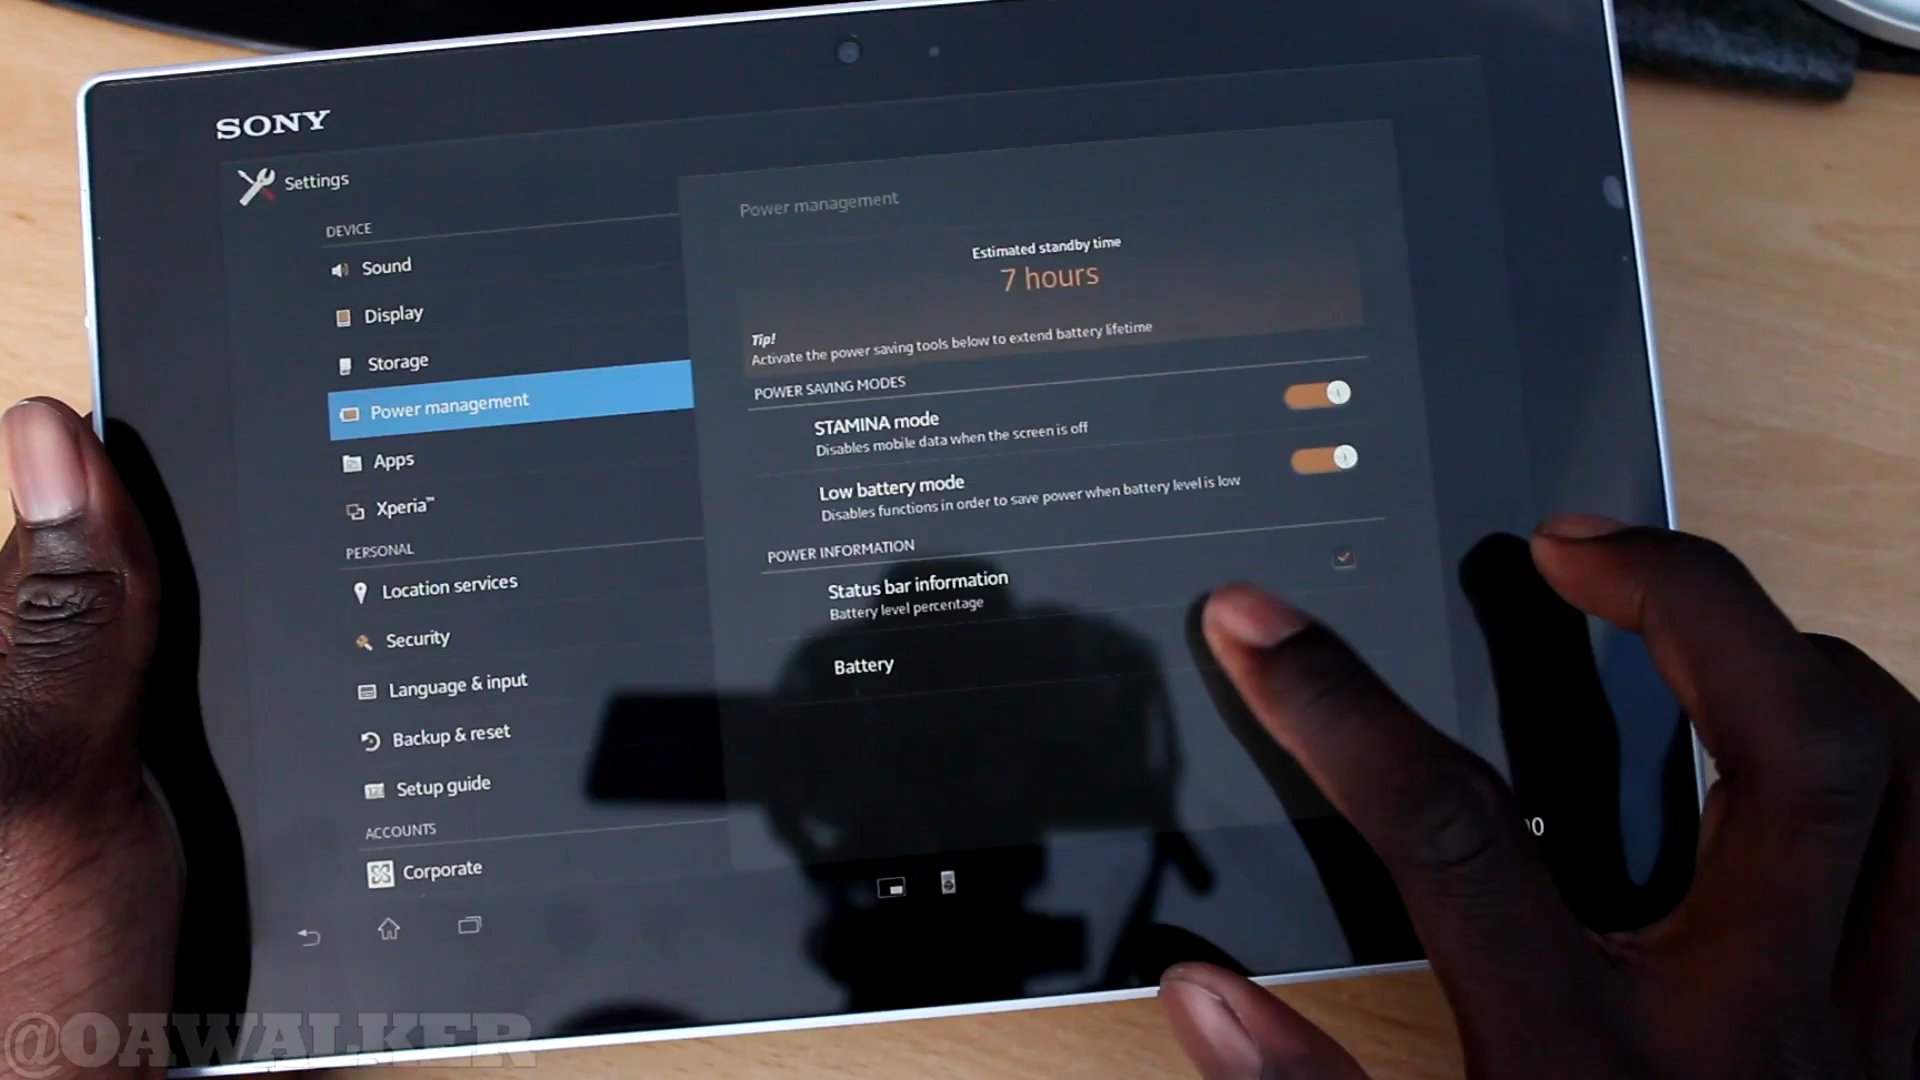 SONY
Settings
DEVICE
Sound
Display
Storage
Power management
Apps
Xperia™
PERSONAL
Location services
Security
Language & input
Backup & reset
Setup guide
ACCOUNTS
Corporate
Power management
Estimated standby time
7 hours
Tip!
Activate the power saving tools below to extend battery lifetime
POWER SAVING MODES
STAMINA mode
Disables mobile data when the screen is off
Low battery mode
Disables functions in order to save power when battery level is low
POWER INFORMATION
Status bar information
Battery level percentage
Battery
@OAWALKER